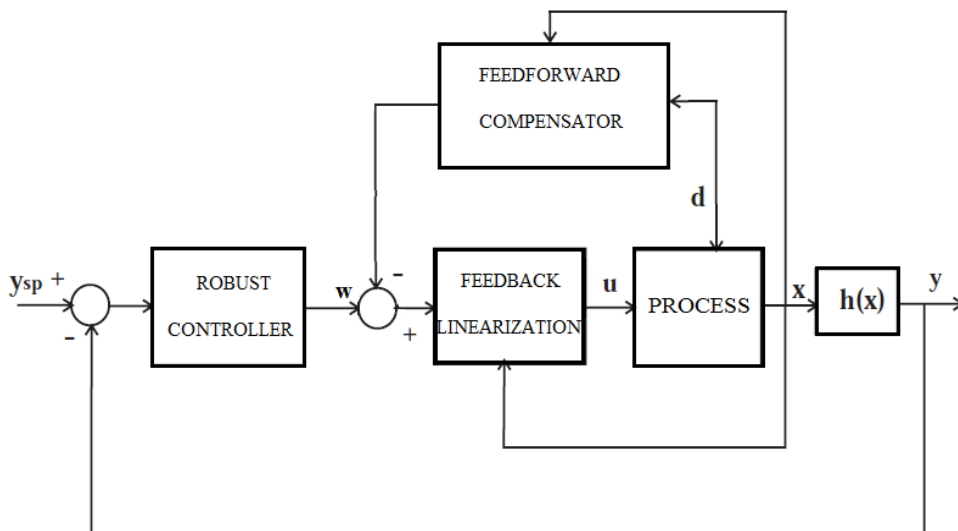 FEEDFORWARD
COMPENSATOR
d
ysp +
-
ROBUST
CONTROLLER
w
-
+
FEEDBACK
LINEARIZATION
u
PROCESS
x
h(x)
y